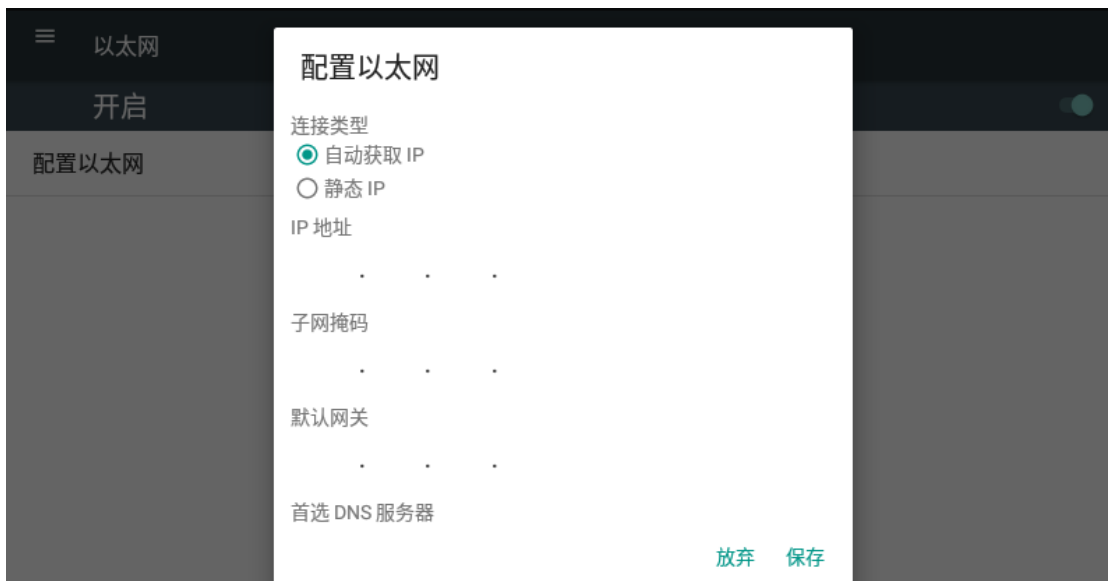 以太网
开启
配置以太网
配置以太网
连接类型
自动获取 IP
静态 IP
IP 地址
. . .
子网掩码
. . .
默认网关
. . .
首选 DNS 服务器
放弃 保存